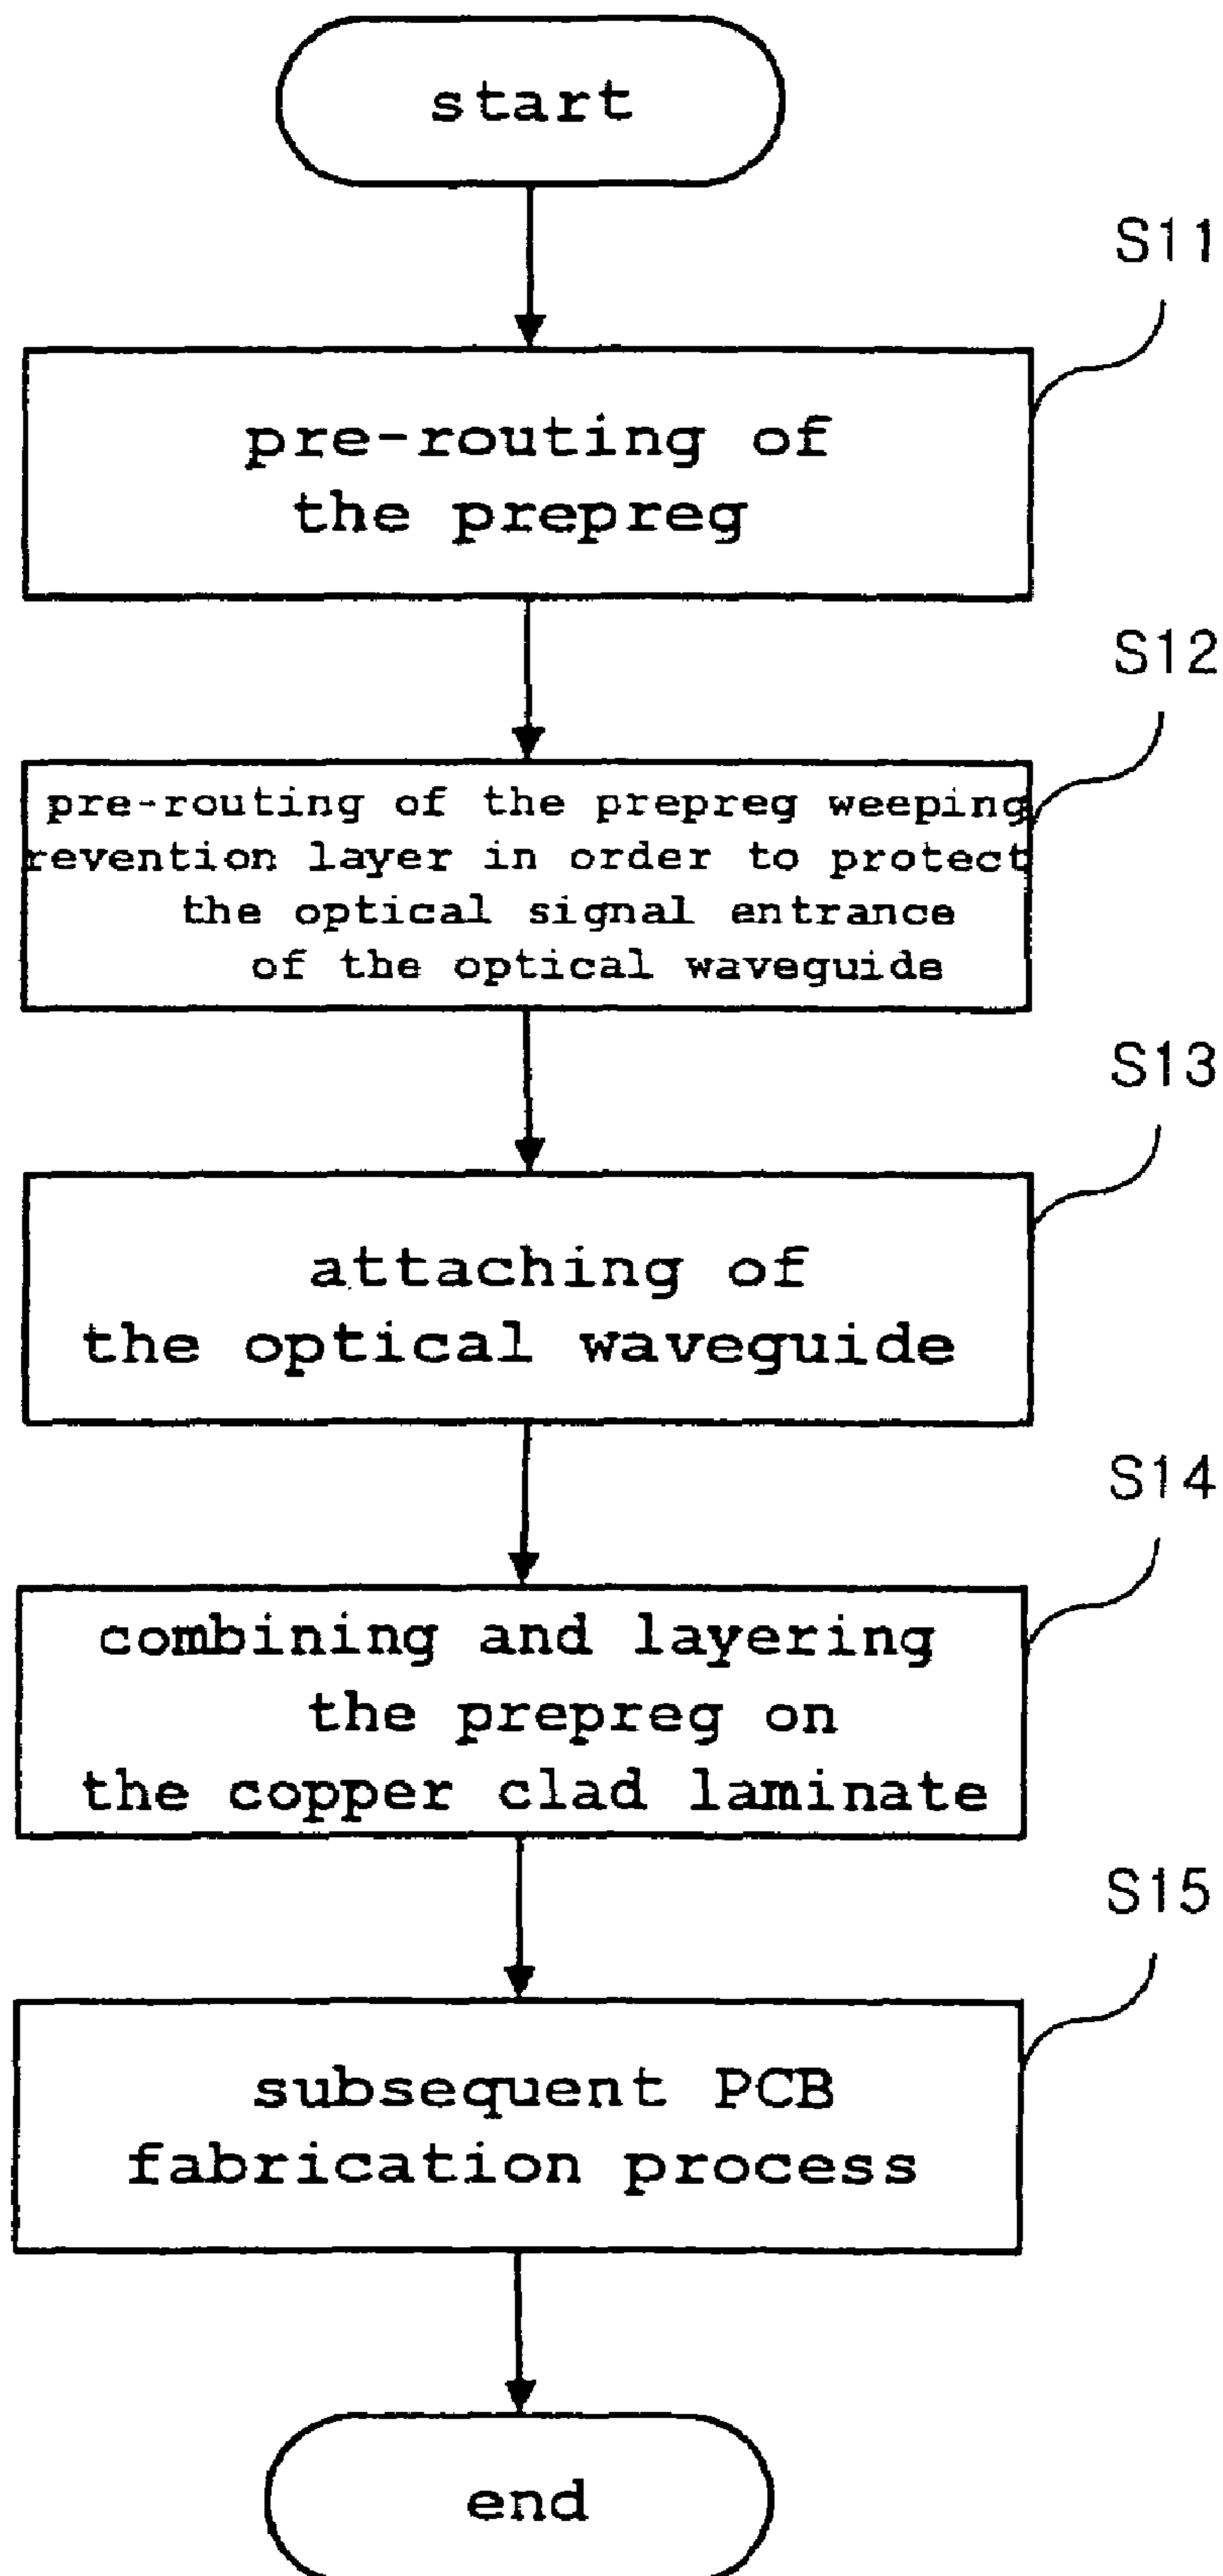 start
S11
pre-routing of
the prepreg
S12
pre-routing of the prepreg weeping
revention layer in order to protect
the optical signal entrance
of the optical waveguide
S13
attaching of
the optical waveguide
S14
combining and layering
the prepreg on
the copper clad laminate
S15
subsequent PCB
fabrication process
end